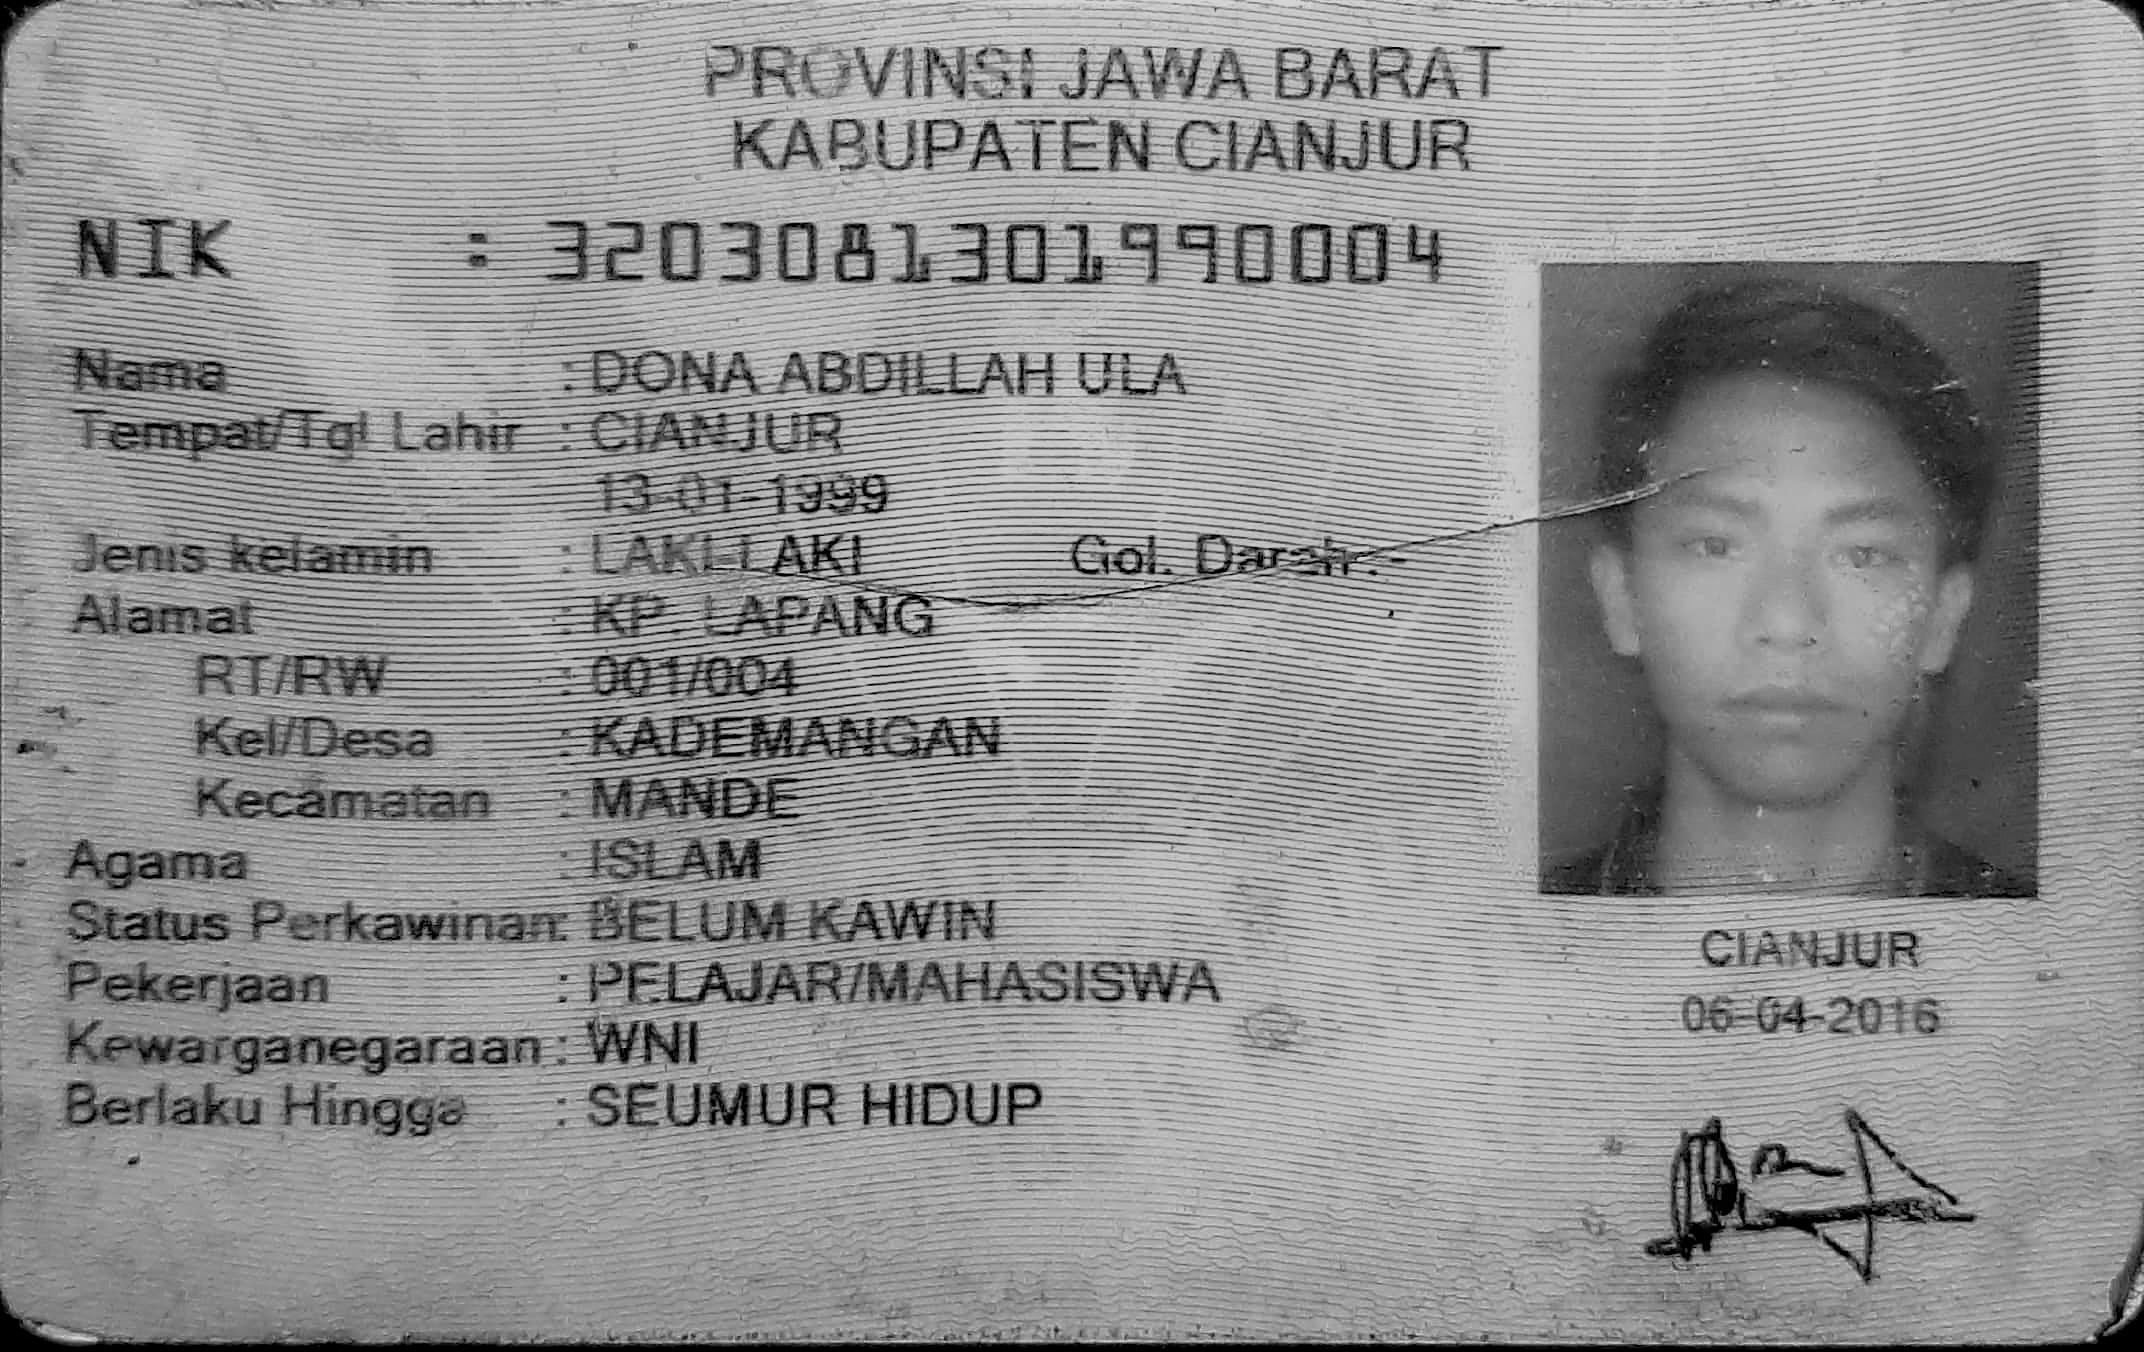 PROVINSI JAWA BARAT
KABUPATEN CIANJUR
NIK : 3203081301990004
Nama : DONA ABDILLAH ULA
Tempat/Tgl Lahir : CIANJUR
13-01-1999
Jenis kelamin : LAKI-LAKI Gol. Darah : -
Alamat : KP. LAPANG
RT/RW : 001/004
Kel/Desa : KADEMANGAN
Kecamatan : MANDE
Agama : ISLAM
Status Perkawinan: BELUM KAWIN
Pekerjaan : PELAJAR/MAHASISWA
Kewarganegaraan : WNI
Berlaku Hingga : SEUMUR HIDUP
CIANJUR
06-04-2016